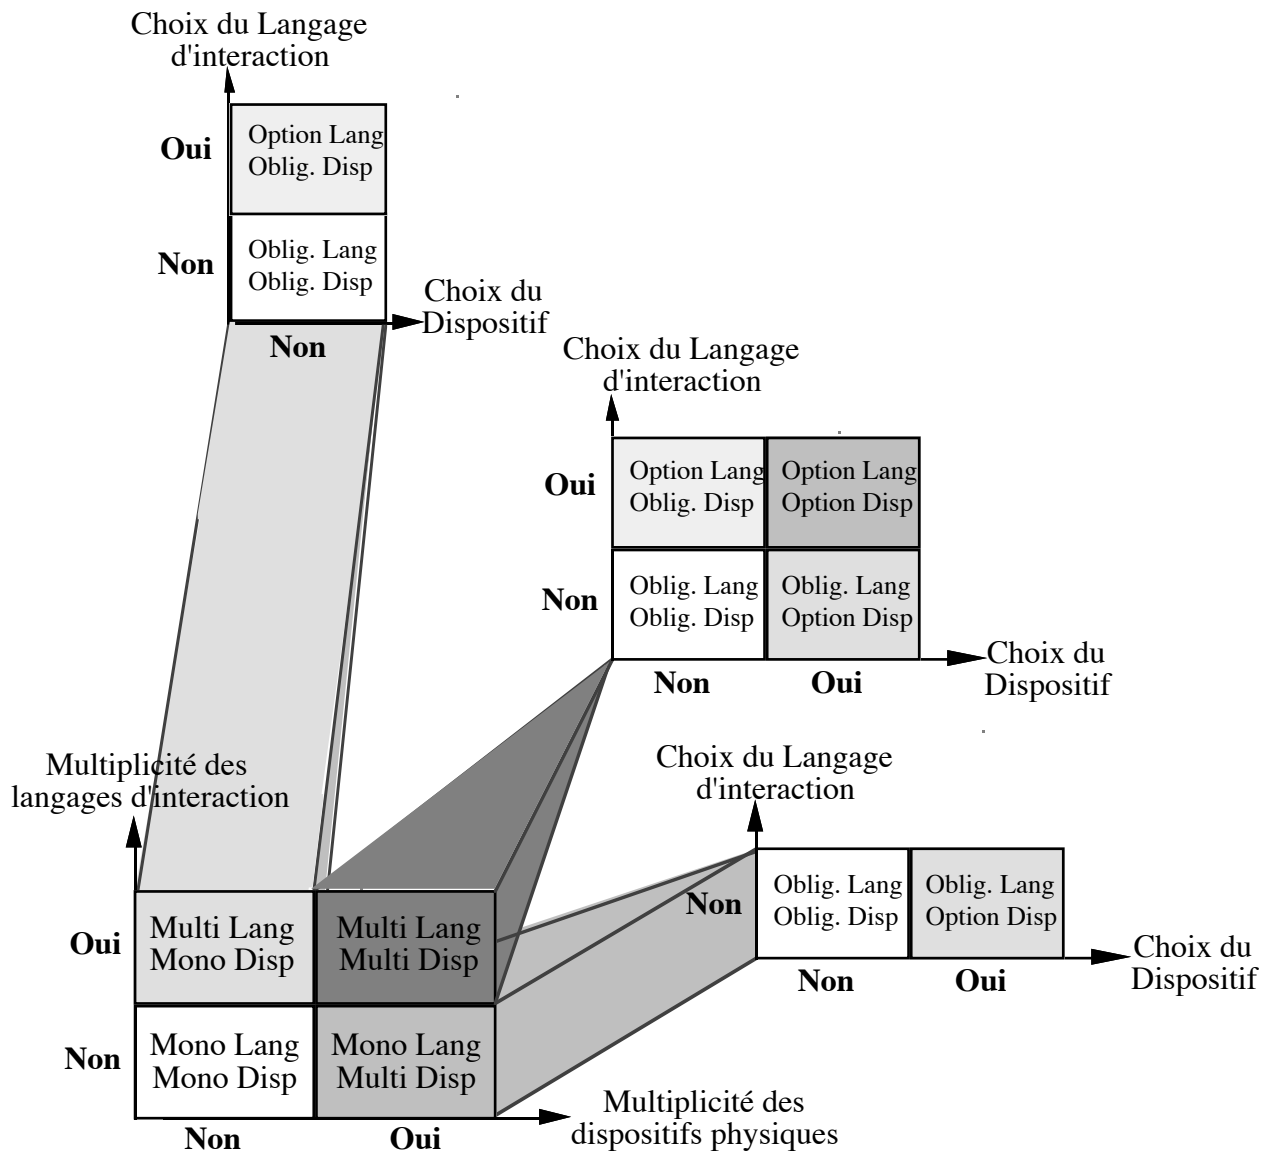 Choix du Langage
d'interaction
Oui
Option Lang
Oblig. Disp
Non
Oblig. Lang
Oblig. Disp
Choix du
Dispositif
Non
Choix du Langage
d'interaction
Oui
Option Lang
Oblig. Disp
Option Lang
Option Disp
Non
Oblig. Lang
Oblig. Disp
Oblig. Lang
Option Disp
Choix du
Dispositif
Non
Oui
Choix du Langage
d'interaction
Non
Oblig. Lang
Oblig. Disp
Oblig. Lang
Option Disp
Choix du
Dispositif
Non
Oui
Multiplicité des
langages d'interaction
Oui
Multi Lang
Mono Disp
Multi Lang
Multi Disp
Non
Mono Lang
Mono Disp
Mono Lang
Multi Disp
Multiplicité des
dispositifs physiques
Non
Oui